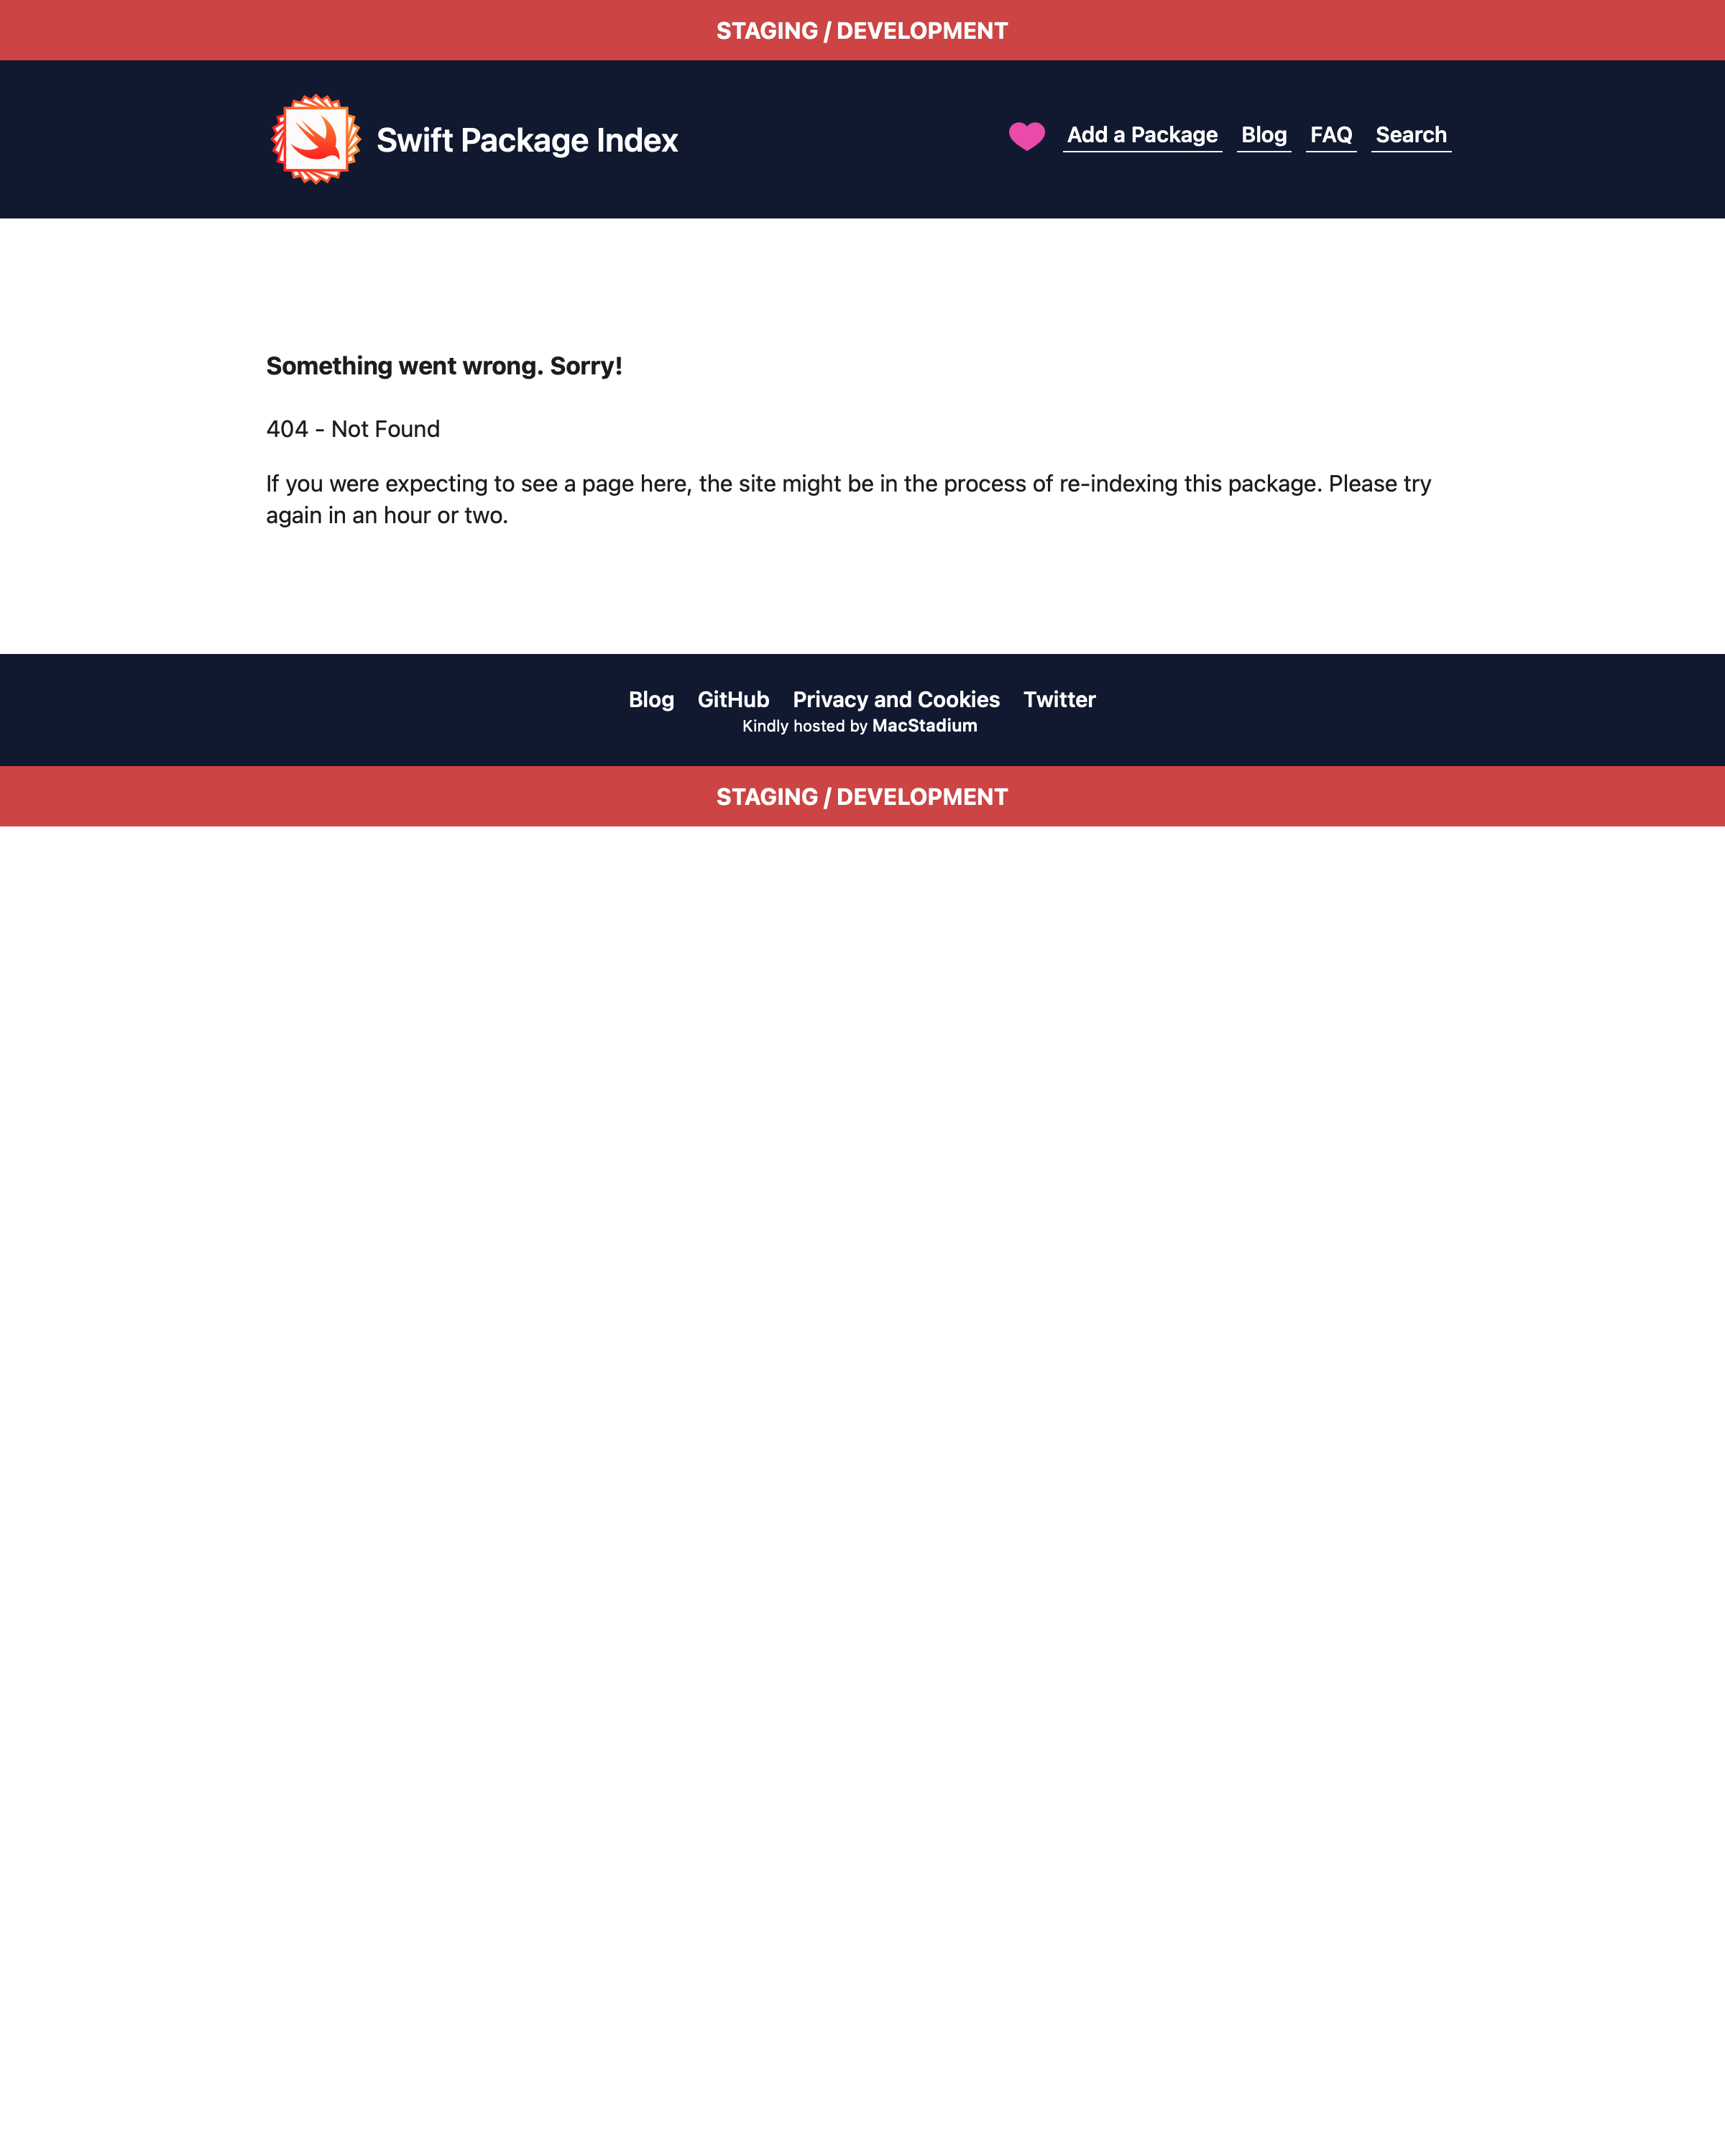 STAGING / DEVELOPMENT
Swift Package Index
Add a Package Blog FAQ Search
Something went wrong. Sorry!
404 - Not Found
If you were expecting to see a page here, the site might be in the process of re-indexing this package. Please try
again in an hour or two.
Blog GitHub Privacy and Cookies Twitter
Kindly hosted by MacStadium
STAGING / DEVELOPMENT